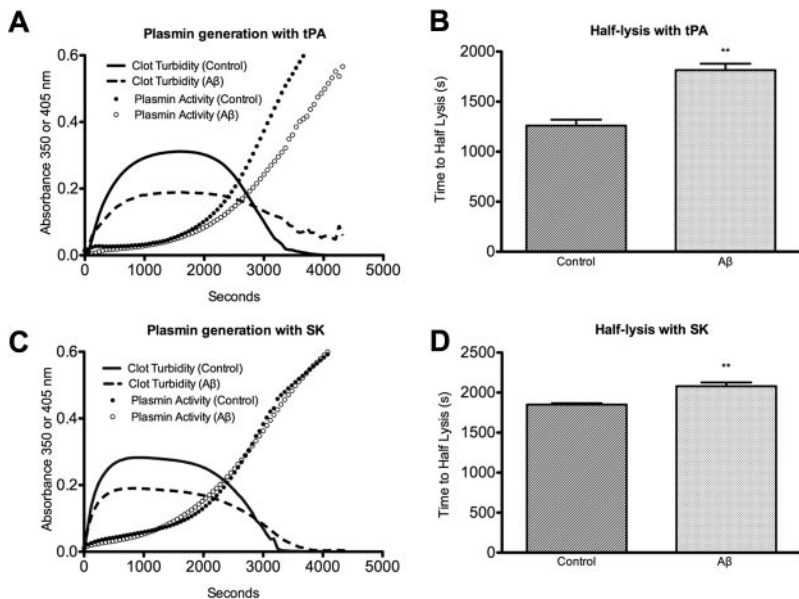 A
Plasmin generation with tPA
Absorbance 350 or 405 nm
0.6
0.4
0.2
0.0
Clot Turbidity (Control)
Clot Turbidity (Aβ)
Plasmin Activity (Control)
Plasmin Activity (Aβ)
0 1000 2000 3000 4000 5000
Seconds
B
Half-lysis with tPA
Time to Half Lysis (s)
2000
1500
1000
500
0
**
Control Aβ
C
Plasmin generation with SK
Absorbance 350 or 405 nm
0.6
0.4
0.2
0.0
Clot Turbidity (Control)
Clot Turbidity (Aβ)
Plasmin Activity (Control)
Plasmin Activity (Aβ)
0 1000 2000 3000 4000 5000
Seconds
D
Half-lysis with SK
Time to Half Lysis (s)
2500
2000
1500
1000
500
0
**
Control Aβ